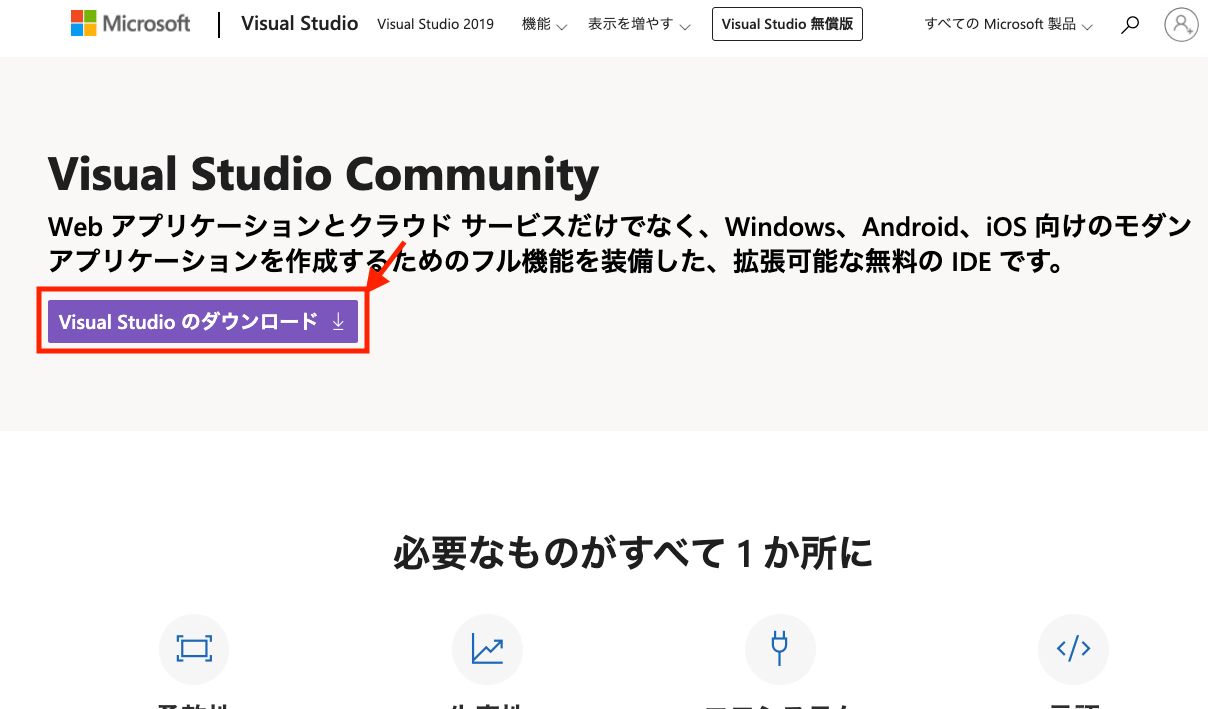 Microsoft Visual Studio Visual Studio 2019 機能 表示を増やす Visual Studio 無償版 すべての Microsoft 製品
Visual Studio Community
Web アプリケーションとクラウド サービスだけでなく、Windows、Android、iOS 向けのモダン
アプリケーションを作成するためのフル機能を装備した、拡張可能な無料の IDE です。
Visual Studio のダウンロード
必要なものがすべて 1 か所に